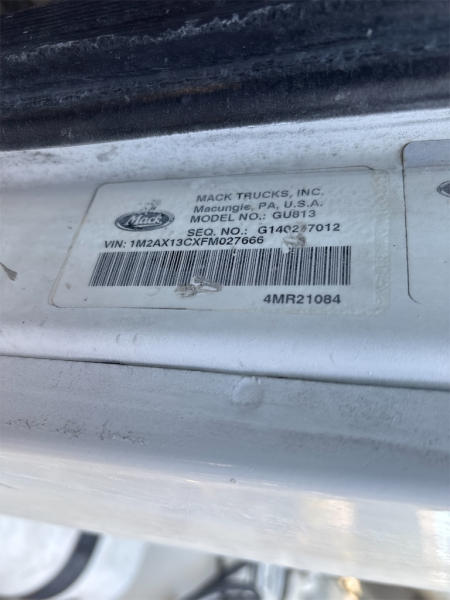 Mack
MACK TRUCKS, INC.
Macungie, PA, U.S.A.
MODEL NO.: GU813
SEQ. NO.: G140247012
VIN: 1M2AX13CXFM027666
4MR21084